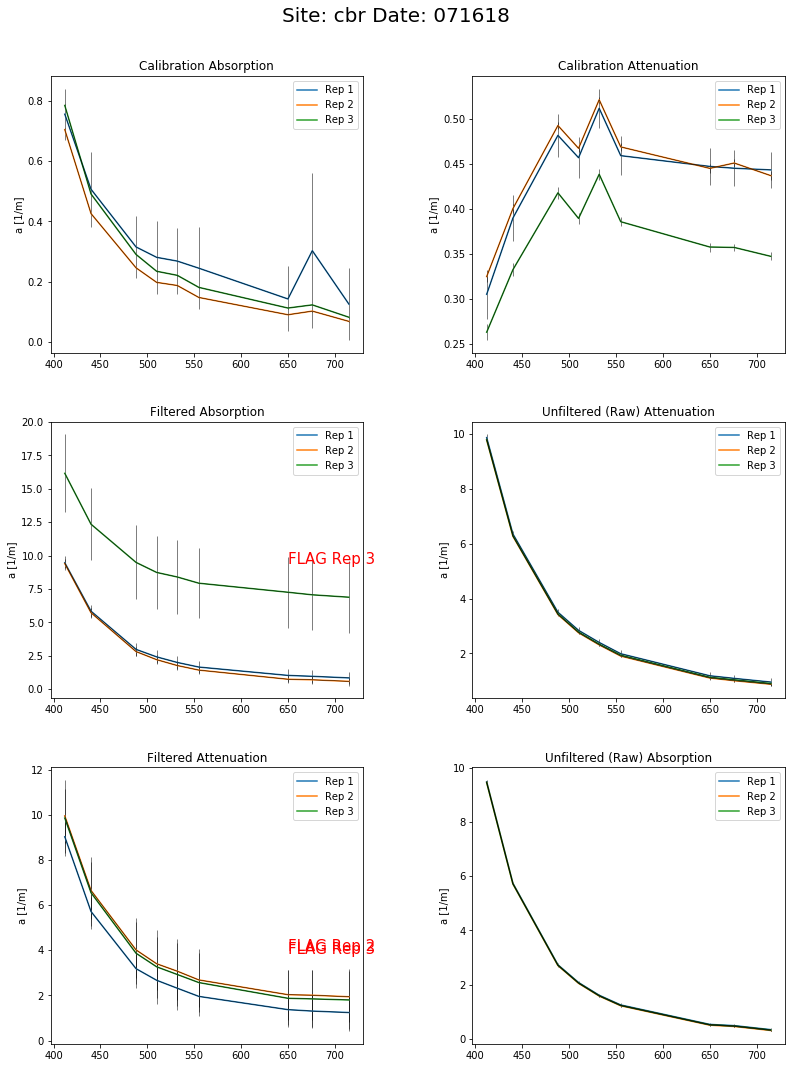 Site: cbr Date: 071618
Calibration Absorption
Rep 1
Rep 2
Rep 3
a [1/m]
0.8
0.6
0.4
0.2
0.0
400 450 500 550 600 650 700
Calibration Attenuation
Rep 1
Rep 2
Rep 3
a [1/m]
0.50
0.45
0.40
0.35
0.30
0.25
400 450 500 550 600 650 700
Filtered Absorption
Rep 1
Rep 2
Rep 3
a [1/m]
20.0
17.5
15.0
12.5
10.0
7.5
5.0
2.5
0.0
FLAG Rep 3
400 450 500 550 600 650 700
Unfiltered (Raw) Attenuation
Rep 1
Rep 2
Rep 3
a [1/m]
10
8
6
4
2
400 450 500 550 600 650 700
Filtered Attenuation
Rep 1
Rep 2
Rep 3
a [1/m]
12
10
8
6
4
2
0
FLAG Rep 2
FLAG Rep 3
400 450 500 550 600 650 700
Unfiltered (Raw) Absorption
Rep 1
Rep 2
Rep 3
a [1/m]
10
8
6
4
2
0
400 450 500 550 600 650 700